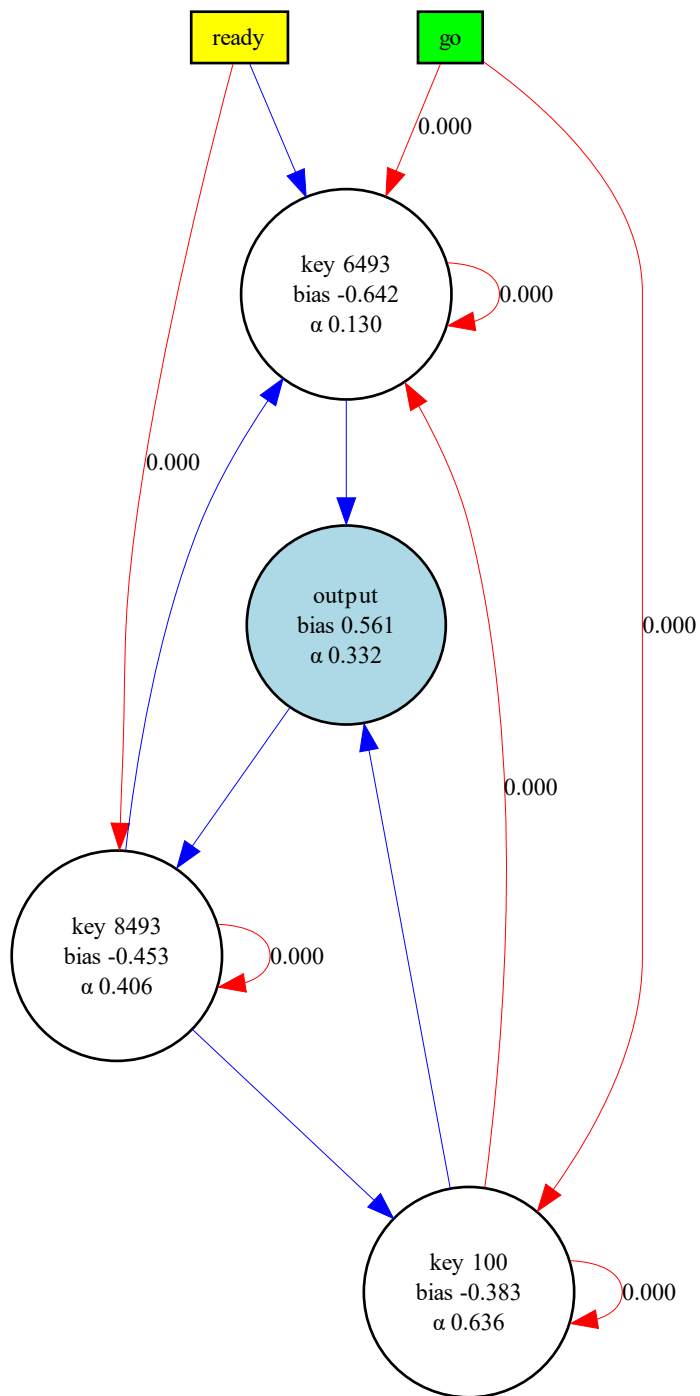 ready
go
0.000
key 6493
bias -0.642
α 0.130
0.000
0.000
output
bias 0.561
α 0.332
0.000
0.000
key 8493
bias -0.453
α 0.406
0.000
key 100
bias -0.383
α 0.636
0.000